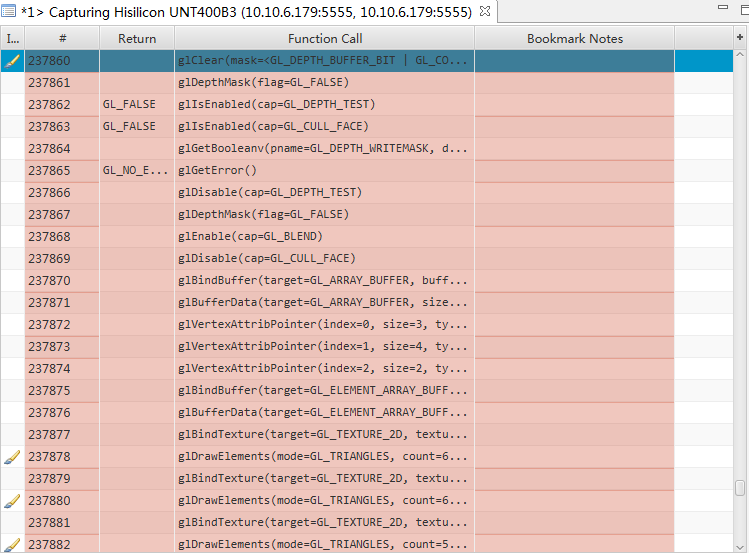 *1> Capturing Hisilicon UNT400B3 (10.10.6.179:5555, 10.10.6.179:5555)
I... # Return Function Call Bookmark Notes
237860 glClear(mask=<GL_DEPTH_BUFFER_BIT | GL_CO...
237861 glDepthMask(flag=GL_FALSE)
237862 GL_FALSE glIsEnabled(cap=GL_DEPTH_TEST)
237863 GL_FALSE glIsEnabled(cap=GL_CULL_FACE)
237864 glGetBooleanv(pname=GL_DEPTH_WRITEMASK, d...
237865 GL_NO_E... glGetError()
237866 glDisable(cap=GL_DEPTH_TEST)
237867 glDepthMask(flag=GL_FALSE)
237868 glEnable(cap=GL_BLEND)
237869 glDisable(cap=GL_CULL_FACE)
237870 glBindBuffer(target=GL_ARRAY_BUFFER, buff...
237871 glBufferData(target=GL_ARRAY_BUFFER, size...
237872 glVertexAttribPointer(index=0, size=3, ty...
237873 glVertexAttribPointer(index=1, size=4, ty...
237874 glVertexAttribPointer(index=2, size=2, ty...
237875 glBindBuffer(target=GL_ELEMENT_ARRAY_BUFF...
237876 glBufferData(target=GL_ELEMENT_ARRAY_BUFF...
237877 glBindTexture(target=GL_TEXTURE_2D, textu...
237878 glDrawElements(mode=GL_TRIANGLES, count=6...
237879 glBindTexture(target=GL_TEXTURE_2D, textu...
237880 glDrawElements(mode=GL_TRIANGLES, count=6...
237881 glBindTexture(target=GL_TEXTURE_2D, textu...
237882 glDrawElements(mode=GL_TRIANGLES, count=5...